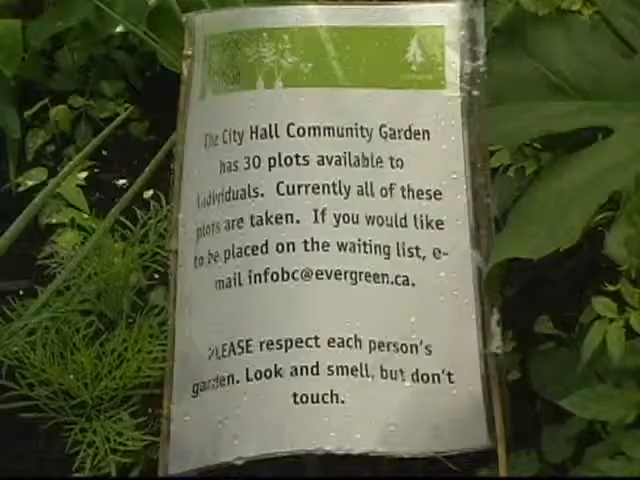 The City Hall Community Garden
has 30 plots available to
individuals. Currently all of these
plots are taken. If you would like
to be placed on the waiting list, e-
mail infobc@evergreen.ca.
PLEASE respect each person's
garden. Look and smell, but don't
touch.